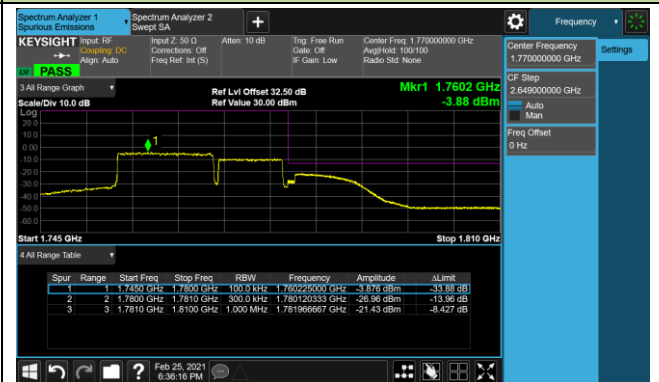 Spectrum Analyzer 1
Spurious Emissions
Spectrum Analyzer 2
Swept SA
Frequency
KEYSIGHT
Input: RF
Coupling: DC
Align: Auto
Input Z: 50 Ω
Corrections: Off
Freq Ref: Int (S)
Atten: 10 dB
Trig: Free Run
Gate: Off
IF Gain: Low
Center Freq: 1.770000000 GHz
Avg|Hold: 100/100
Radio Std: None
PASS
Center Frequency
1.770000000 GHz
Settings
CF Step
2.649000000 GHz
Auto
Man
Freq Offset
0 Hz
3 All Range Graph
Scale/Div 10.0 dB
Ref Lvl Offset 32.50 dB
Ref Value 30.00 dBm
Mkr1 1.7602 GHz
-3.88 dBm
Log
20.0
10.0
0.00
-10.0
-20.0
-30.0
-40.0
-50.0
-60.0
1
Start 1.745 GHz
Stop 1.810 GHz
4 All Range Table
Spur Range Start Freq Stop Freq RBW Frequency Amplitude ΔLimit
1 1 1.7450 GHz 1.7800 GHz 100.0 kHz 1.760225000 GHz -3.876 dBm -33.88 dB
2 2 1.7800 GHz 1.7810 GHz 300.0 kHz 1.780120333 GHz -26.96 dBm -13.96 dB
3 3 1.7810 GHz 1.8100 GHz 1.000 MHz 1.781966667 GHz -21.43 dBm -8.427 dB
?
Feb 25, 2021
6:36:16 PM